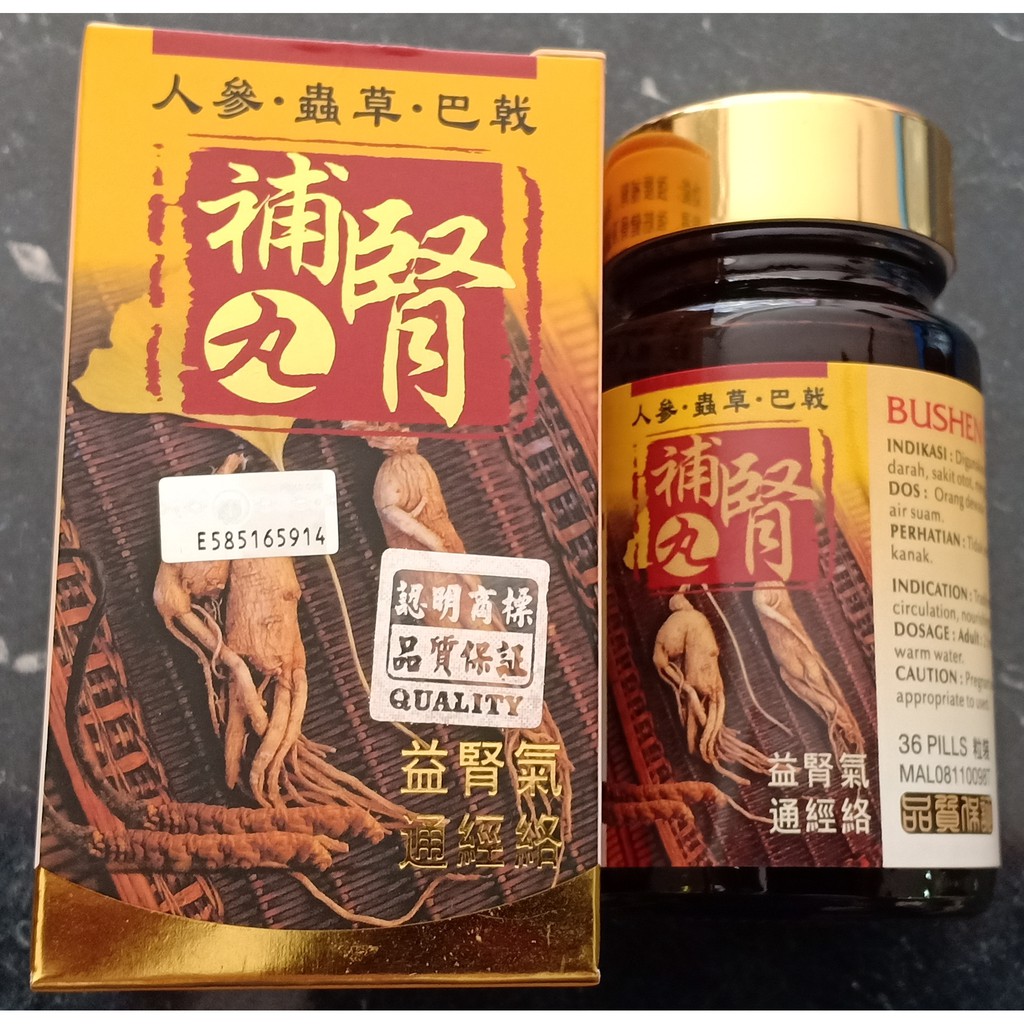 人參·蟲草·巴戟
補腎
丸
E585165914
認明商標
品質保証
QUALITY
益腎氣
通經絡
人參·蟲草·巴戟
補腎
丸
益腎氣
通經絡
BUSHEN
INDIKASI :
darah, sakit otot,
DOS : Orang
air suam.
PERHATIAN :
kanak.
INDICATION :
circulation,
DOSAGE : Adult :
warm water.
CAUTION :
appropriate to
36 PILLS 粒裝
MAL08110098
品質保